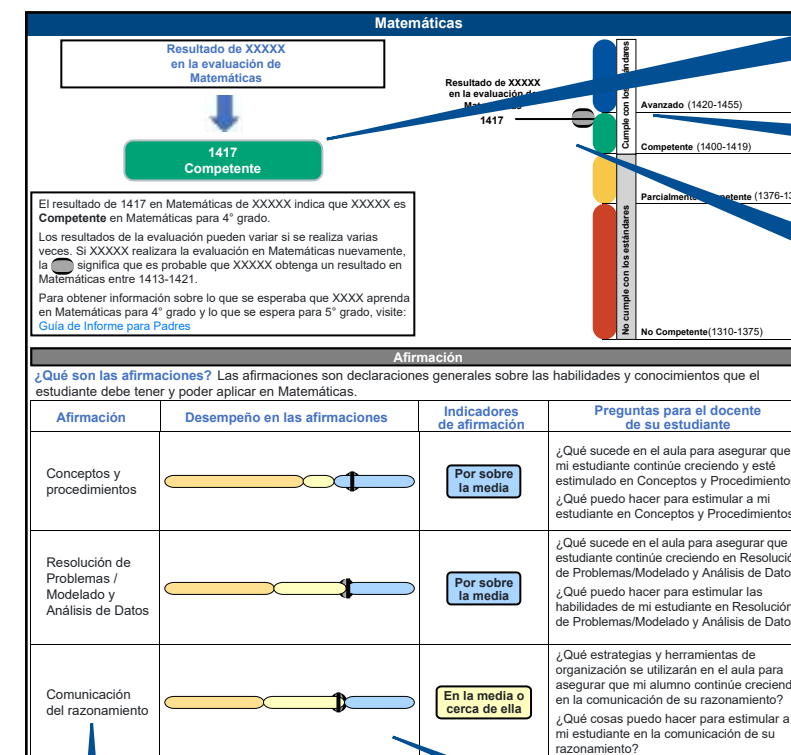 Matemáticas
Resultado de XXXXX
en la evaluación de
Matemáticas
1417
Competente
El resultado de 1417 en Matemáticas de XXXXX indica que XXXXX es
Competente en Matemáticas para 4° grado.
Los resultados de la evaluación pueden variar si se realiza varias
veces. Si XXXXX realizara la evaluación en Matemáticas nuevamente,
la significa que es probable que XXXXX obtenga un resultado en
Matemáticas entre 1413-1421.
Para obtener información sobre lo que se esperaba que XXXX aprenda
en Matemáticas para 4° grado y lo que se espera para 5° grado, visite:
Guía de Informe para Padres
Resultado de XXXXX
en la evaluación de
1417
Cumple con los estándares
No cumple con los estándares
Avanzado (1420-1455)
Competente (1400-1419)
Parcialmente (1376-
No Competente(1310-1375)
Afirmación
¿Qué son las afirmaciones? Las afirmaciones son declaraciones generales sobre las habilidades y conocimientos que el
estudiante debe tener y poder aplicar en Matemáticas.
Afirmación
Desempeño en las afirmaciones
Indicadores
de afirmación
Preguntas para el docente
de su estudiante
Conceptos y
procedimientos
Por sobre
la media
¿Qué sucede en el aula para asegurar que
mi estudiante continúe creciendo y esté
estimulado en Conceptos y Procedimiento
¿Qué puedo hacer para estimular a mi
estudiante en Conceptos y Procedimientos
Resolución de
Problemas /
Modelado y
Análisis de Datos
Por sobre
la media
¿Qué sucede en el aula para asegurar que
estudiante continúe creciendo en Resoluci
de Problemas/Modelado y Análisis de Dato
¿Qué puedo hacer para estimular las
habilidades de mi estudiante en Resolución
de Problemas/Modelado y Análisis de Dato
Comunicación
del razonamiento
En la media o
cerca de ella
¿Qué estrategias y herramientas de
organización se utilizarán en el aula para
asegurar que mi alumno continúe creciend
en la comunicación de su razonamiento?
¿Qué cosas puedo hacer para estimular a
mi estudiante en la comunicación de su
razonamiento?